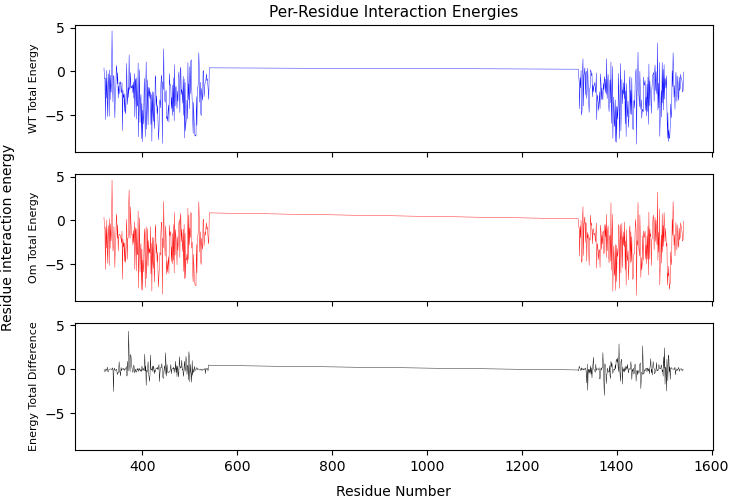 Per-Residue Interaction Energies
Residue interaction energy
WT Total Energy
5
0
−5
Om Total Energy
5
0
−5
Energy Total Difference
5
0
−5
400 600 800 1000 1200 1400 1600
Residue Number